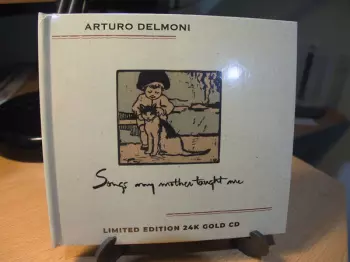 ARTURO DELMONI
Songs my mother taught me
LIMITED EDITION 24K GOLD CD